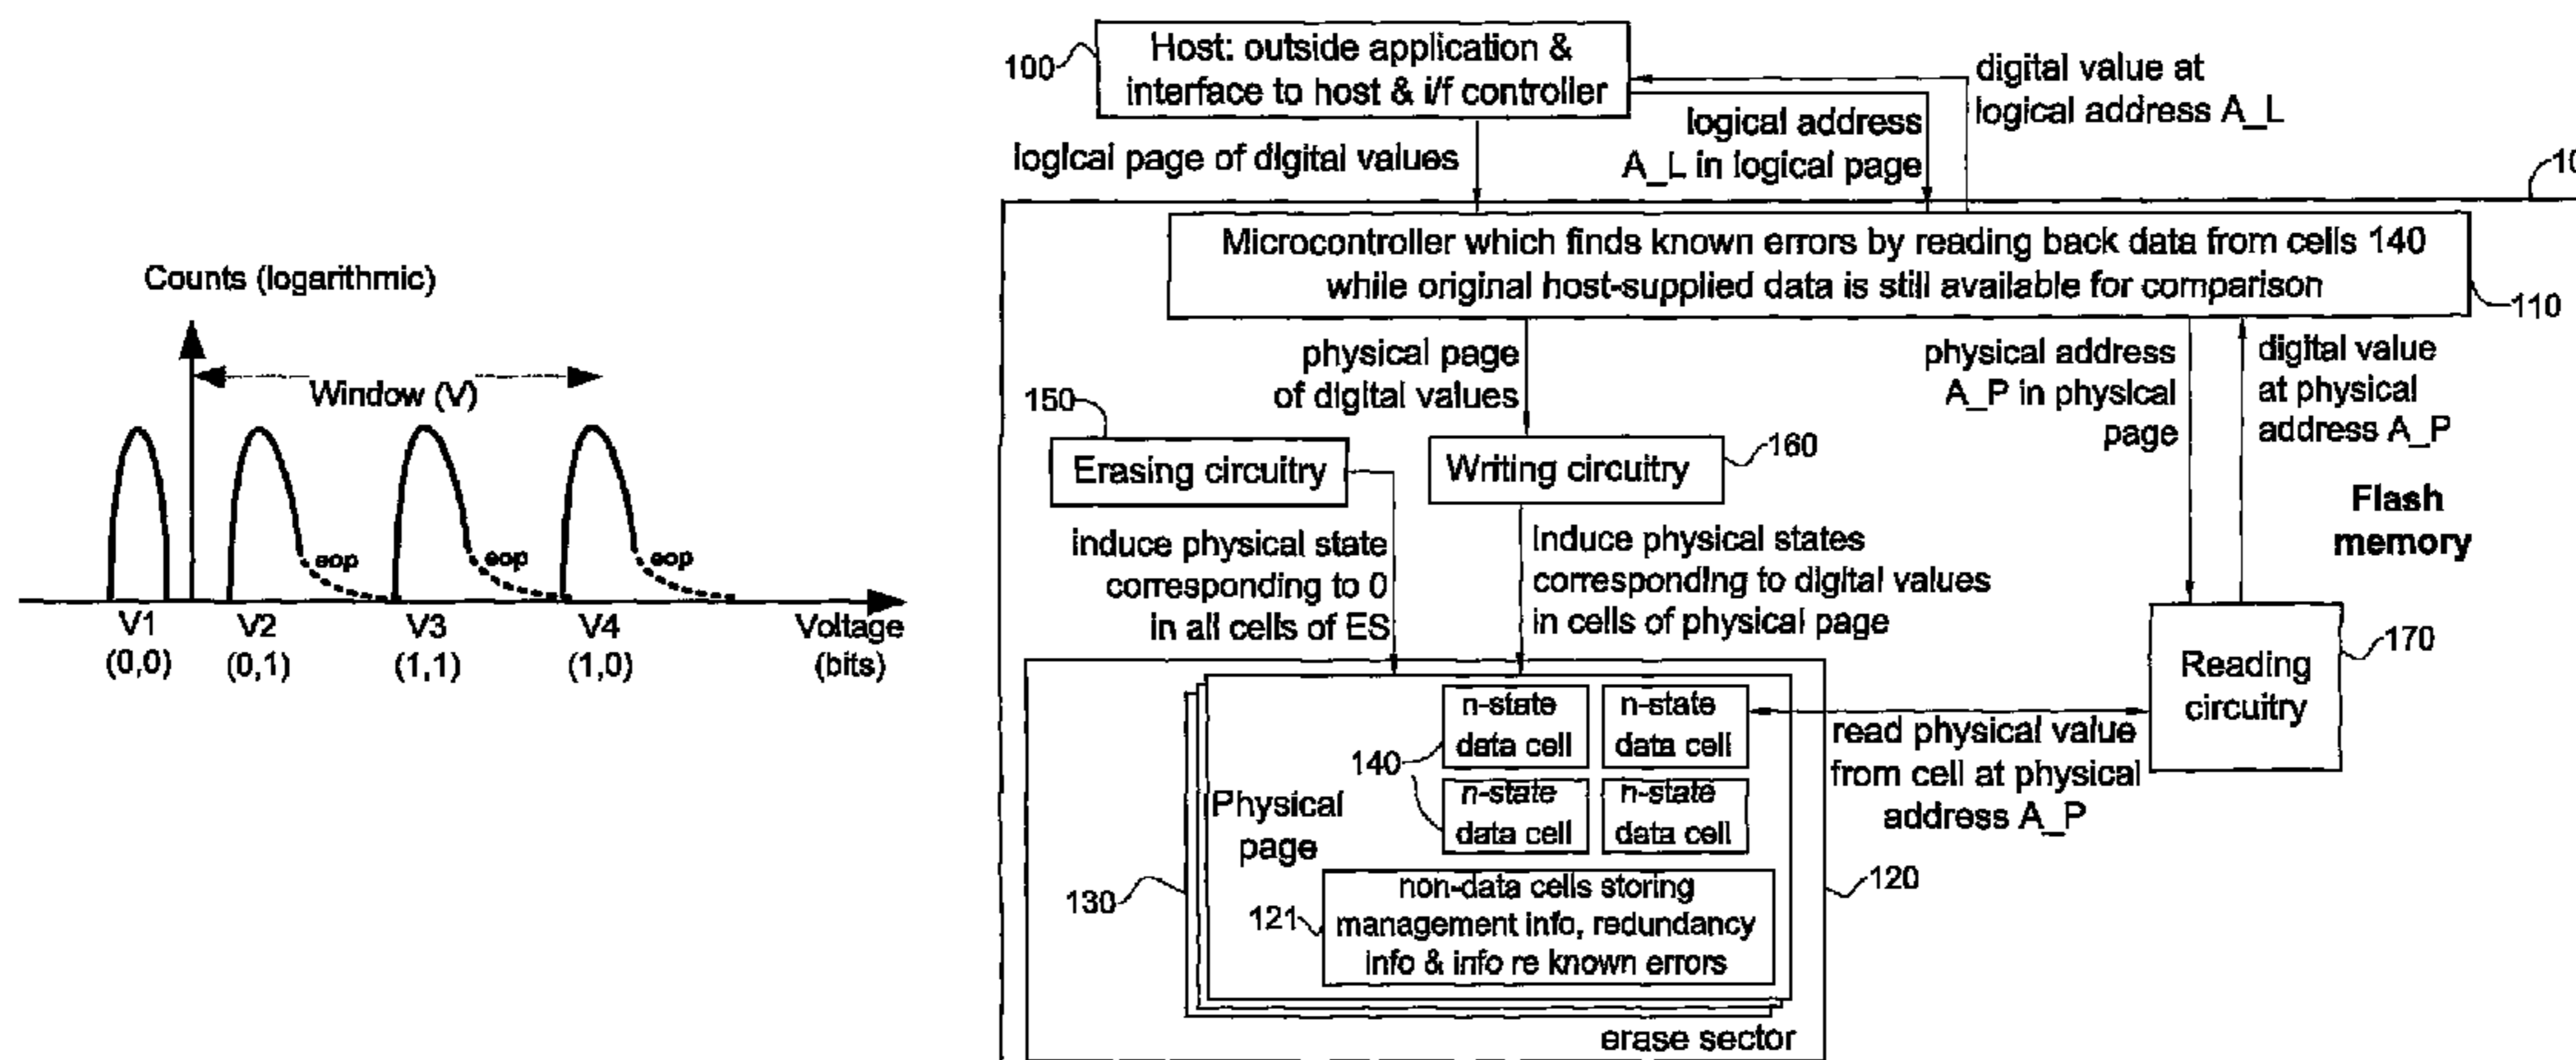 Counts (logarithmic)
Window (V)
eop
eop
eop
V1
V2
V3
V4
Voltage
(0,0)
(0,1)
(1,1)
(1,0)
(bits)
100
Host: outside application &
interface to host & i/f controller
digital value at
logical address A_L
logical address
A_L in logical page
logical page of digital values
Microcontroller which finds known errors by reading back data from cells 140
while original host-supplied data is still available for comparison
110
physical page
of digital values
physical address
A_P in physical
page
digital value
at physical
address A_P
150
Erasing circuitry
Writing circuitry
160
Flash
memory
induce physical state
corresponding to 0
in all cells of ES
Induce physical states
corresponding to digital values
in cells of physical page
Reading
circuitry
170
n-state
data cell
n-state
data cell
140
n-state
data cell
n-state
data cell
read physical value
from cell at physical
address A_P
Physical
page
130
120
121
non-data cells storing
management info, redundancy
info & info re known errors
erase sector